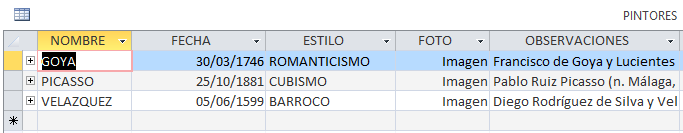 PINTORES
NOMBRE FECHA ESTILO FOTO OBSERVACIONES
GOYA 30/03/1746 ROMANTICISMO Imagen Francisco de Goya y Lucientes
PICASSO 25/10/1881 CUBISMO Imagen Pablo Ruiz Picasso (n. Málaga,
VELAZQUEZ 05/06/1599 BARROCO Imagen Diego Rodríguez de Silva y Vel